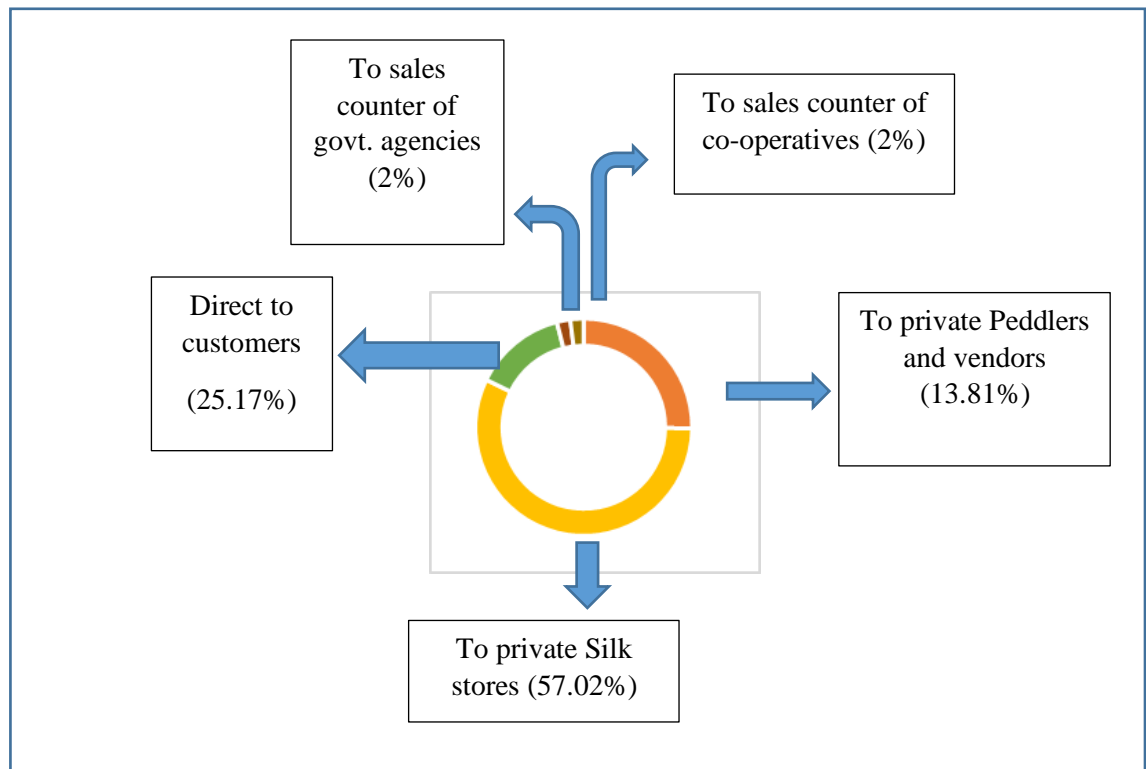 To sales
counter of
govt. agencies
(2%)
To sales counter of
co-operatives (2%)
Direct to
customers
(25.17%)
To private Peddlers
and vendors
(13.81%)
To private Silk
stores (57.02%)